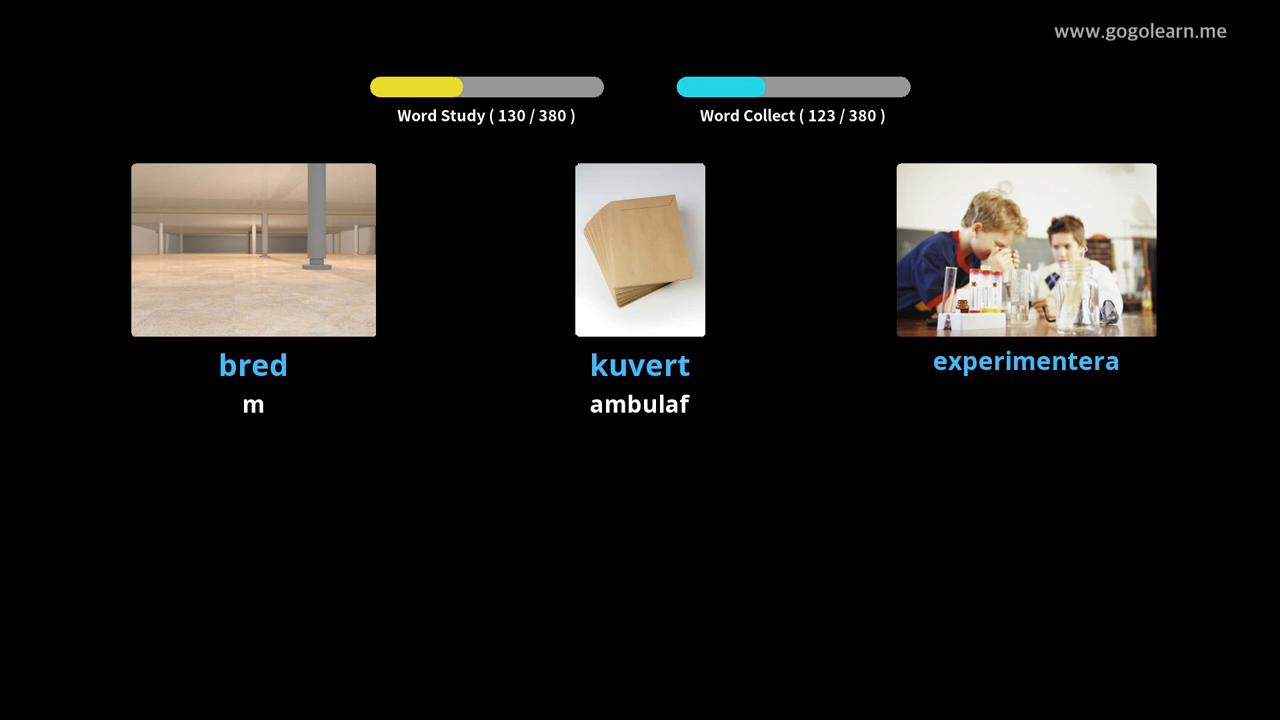 www.gogolearn.me
Word Study ( 130 / 380 )
Word Collect ( 123 / 380 )
bred
kuvert
experimentera
m
ambulaf